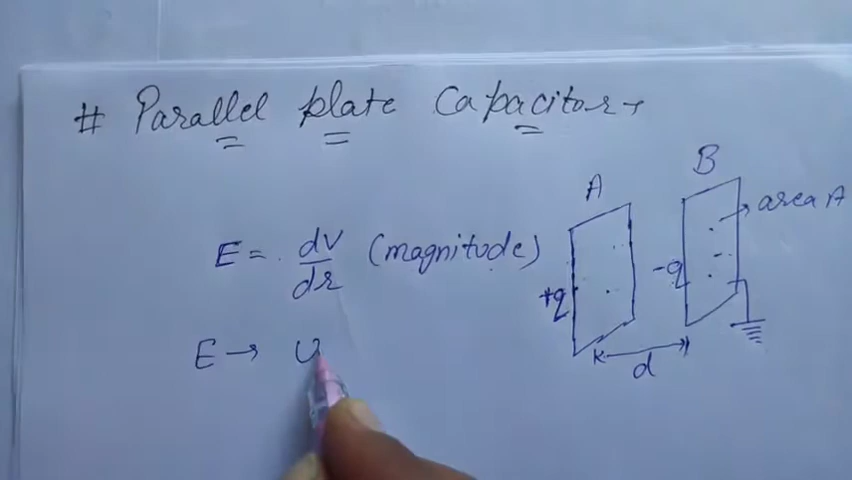 # Parallel plate Capacitor →
B
A
area A
E = dV/dr (magnitude)
-q
+q
E → U
d